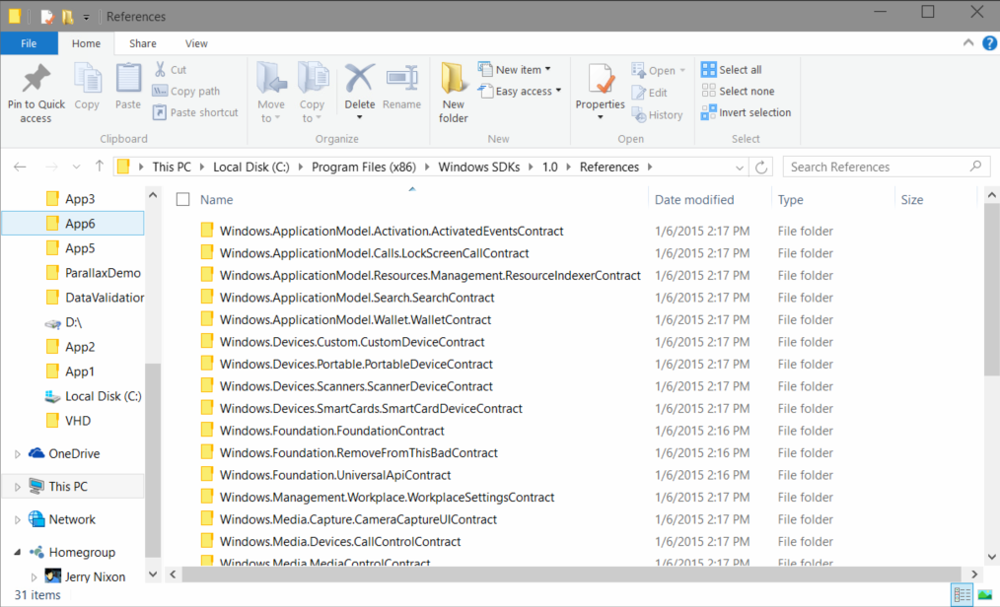 References
File Home Share View
Pin to Quick access
Copy
Paste
Cut
Copy path
Paste shortcut
Clipboard
Move to
Copy to
Delete
Rename
Organize
New folder
New item
Easy access
New
Properties
Open
Edit
History
Open
Select all
Select none
Invert selection
Select
This PC Local Disk (C:) Program Files (x86) Windows SDKs 1.0 References
Search References
App3
App6
App5
ParallaxDemo
DataValidation
D:\
App2
App1
Local Disk (C:)
VHD
OneDrive
This PC
Network
Homegroup
Jerry Nixon
Name Date modified Type Size
Windows.ApplicationModel.Activation.ActivatedEventsContract 1/6/2015 2:17 PM File folder
Windows.ApplicationModel.Calls.LockScreenCallContract 1/6/2015 2:17 PM File folder
Windows.ApplicationModel.Resources.Management.ResourceIndexerContract 1/6/2015 2:17 PM File folder
Windows.ApplicationModel.Search.SearchContract 1/6/2015 2:17 PM File folder
Windows.ApplicationModel.Wallet.WalletContract 1/6/2015 2:17 PM File folder
Windows.Devices.Custom.CustomDeviceContract 1/6/2015 2:17 PM File folder
Windows.Devices.Portable.PortableDeviceContract 1/6/2015 2:17 PM File folder
Windows.Devices.Scanners.ScannerDeviceContract 1/6/2015 2:17 PM File folder
Windows.Devices.SmartCards.SmartCardDeviceContract 1/6/2015 2:17 PM File folder
Windows.Foundation.FoundationContract 1/6/2015 2:16 PM File folder
Windows.Foundation.RemoveFromThisBadContract 1/6/2015 2:16 PM File folder
Windows.Foundation.UniversalApiContract 1/6/2015 2:16 PM File folder
Windows.Management.Workplace.WorkplaceSettingsContract 1/6/2015 2:17 PM File folder
Windows.Media.Capture.CameraCaptureUIContract 1/6/2015 2:17 PM File folder
Windows.Media.Devices.CallControlContract 1/6/2015 2:17 PM File folder
Windows.Media.MediaControlContract 1/6/2015 2:17 PM File folder
31 items